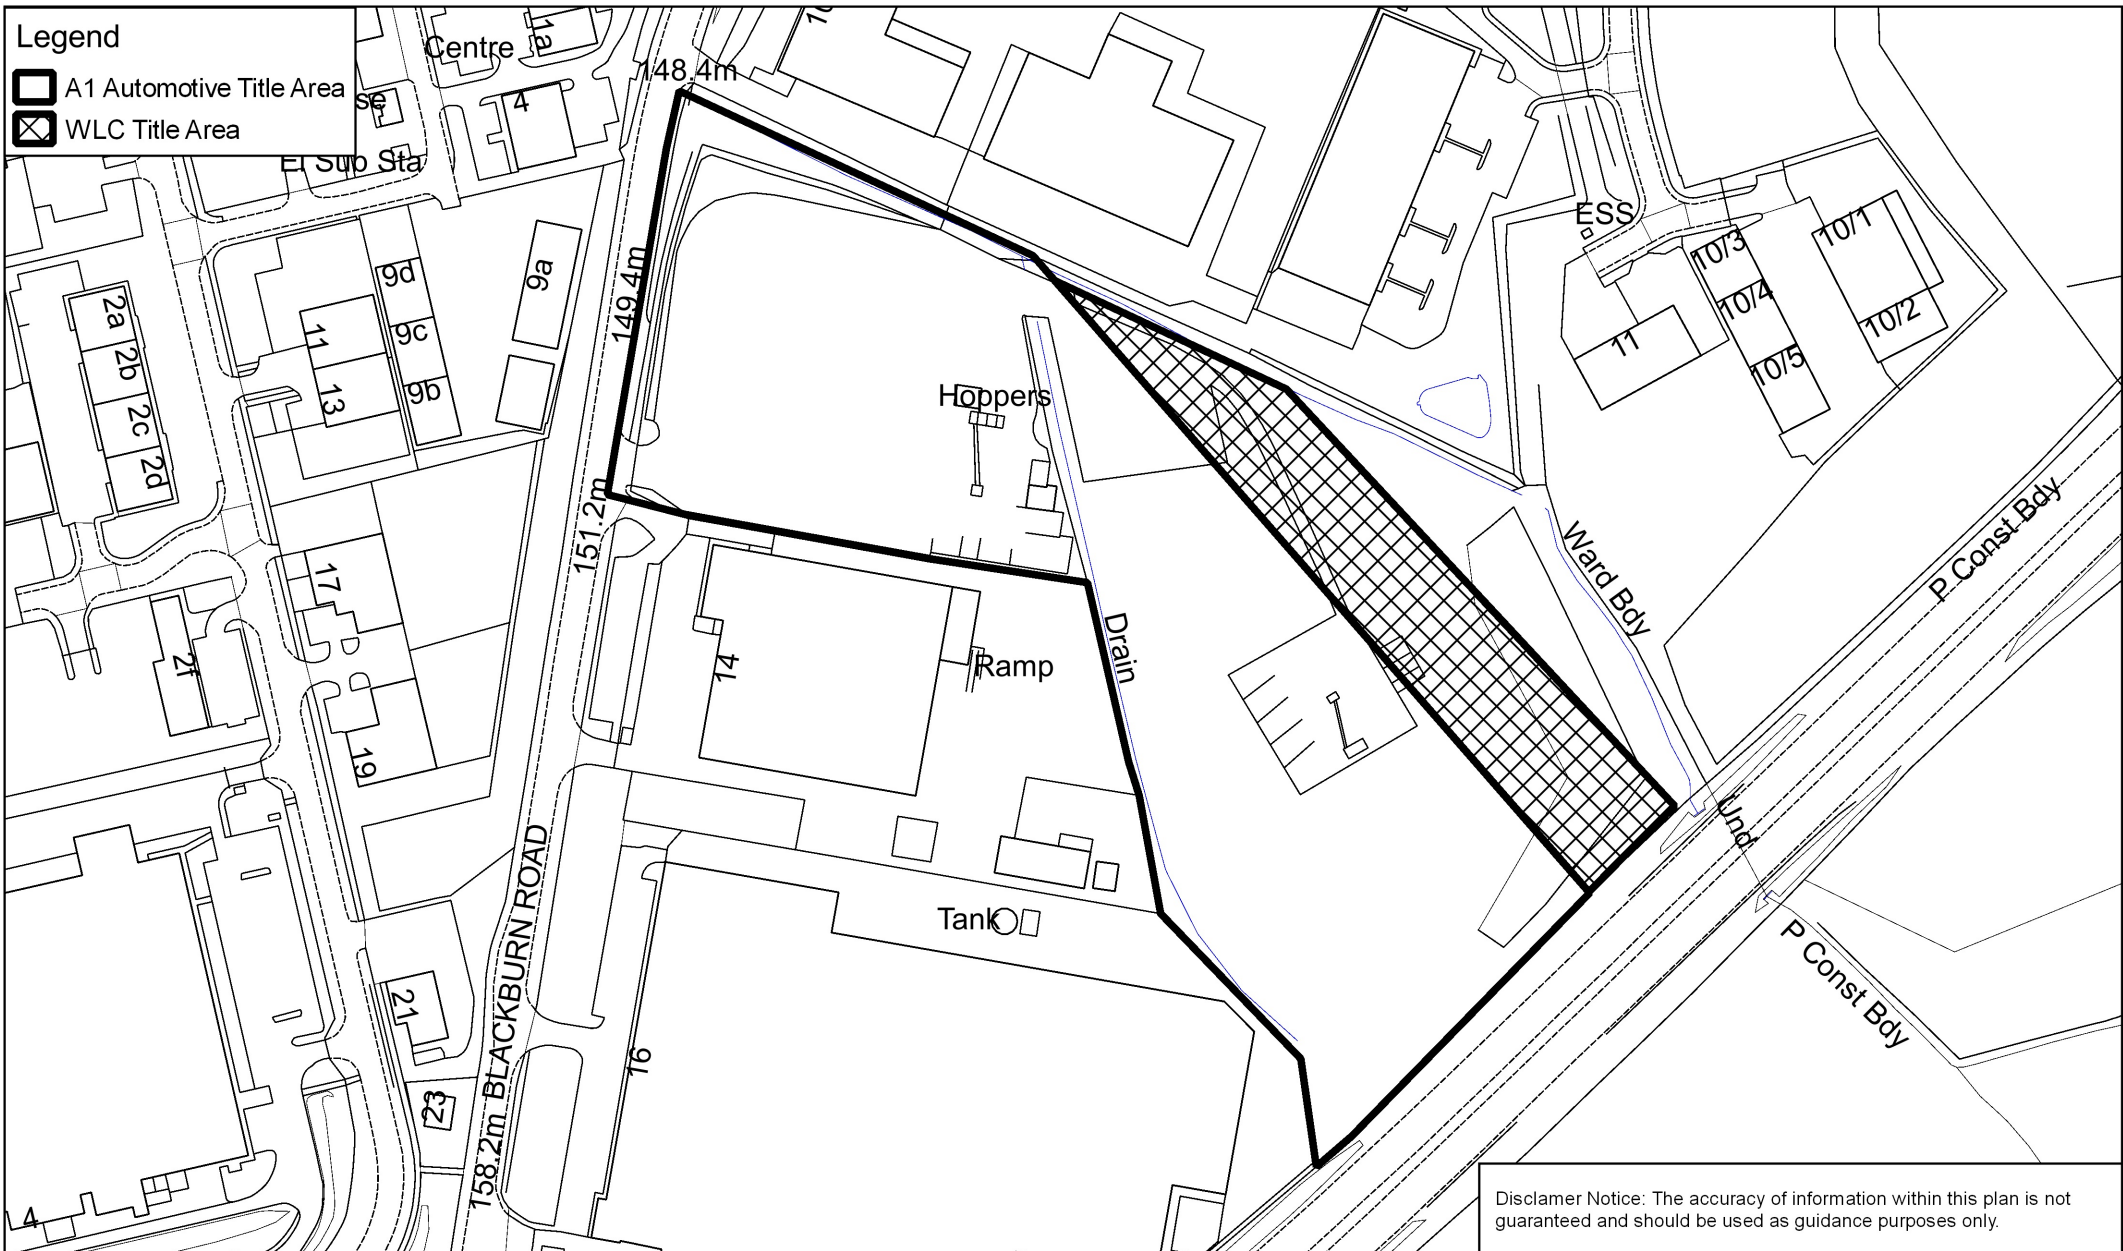 Legend
A1 Automotive Title Area
WLC Title Area
Centre
1a
4
148.4m
se
El Sub Sta
149.4m
9a
9d
9c
9b
11
13
2a
2b
2c
2d
Hoppers
ESS
10/1
10/2
10/3
10/4
10/5
11
151.2m
17
2f
19
14
Ramp
Drain
Ward Bdy
P Const Bdy
Und
P Const Bdy
Tank
21
23
16
158.2m
BLACKBURN ROAD
4
Disclamer Notice: The accuracy of information within this plan is not
guaranteed and should be used as guidance purposes only.